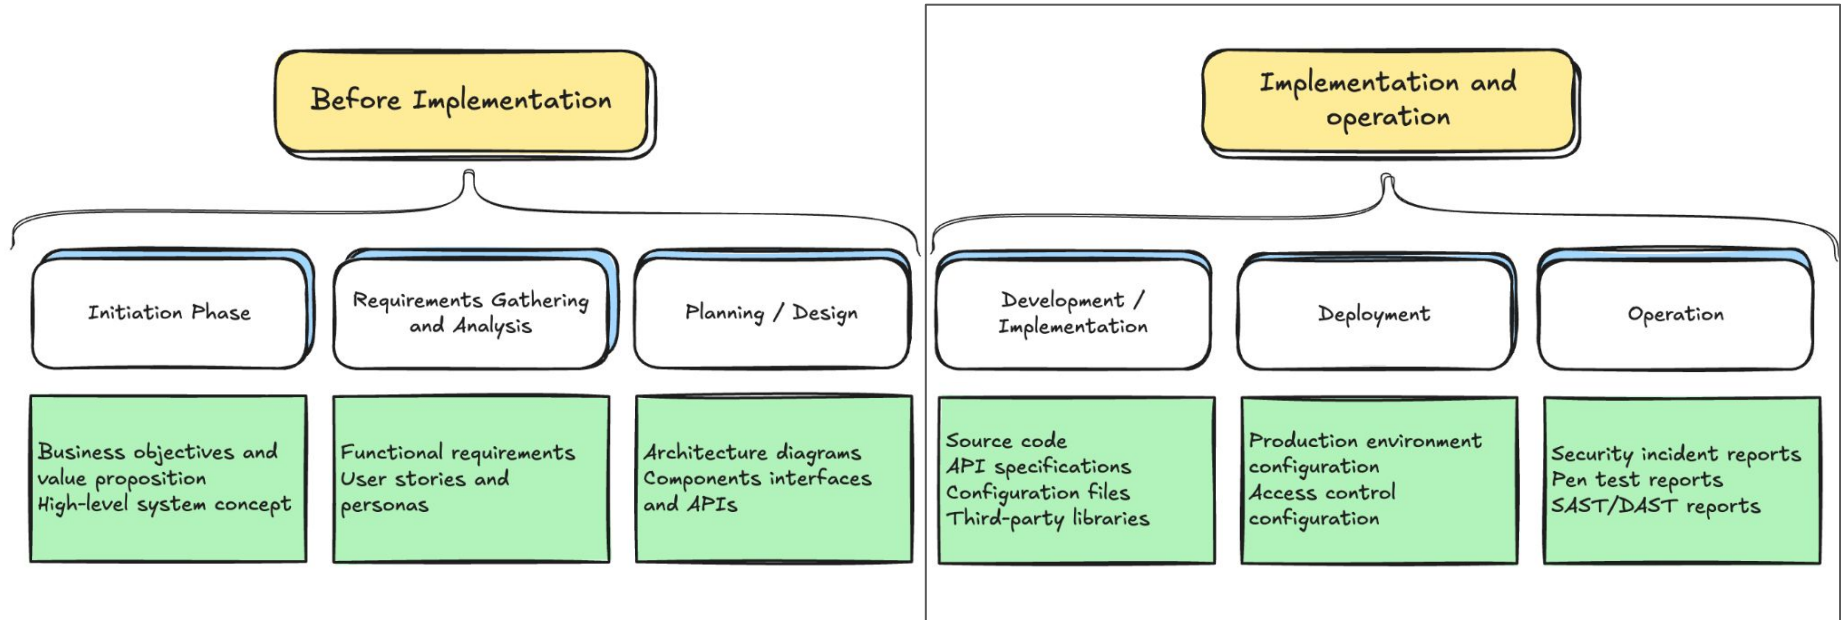 Before Implementation
Implementation and
operation
Initiation Phase
Requirements Gathering
and Analysis
Planning / Design
Development /
Implementation
Deployment
Operation
Business objectives and
value proposition
High-level system concept
Functional requirements
User stories and
personas
Architecture diagrams
Components interfaces
and APIs
Source code
API specifications
Configuration files
Third-party libraries
Production environment
configuration
Access control
configuration
Security incident reports
Pen test reports
SAST/DAST reports